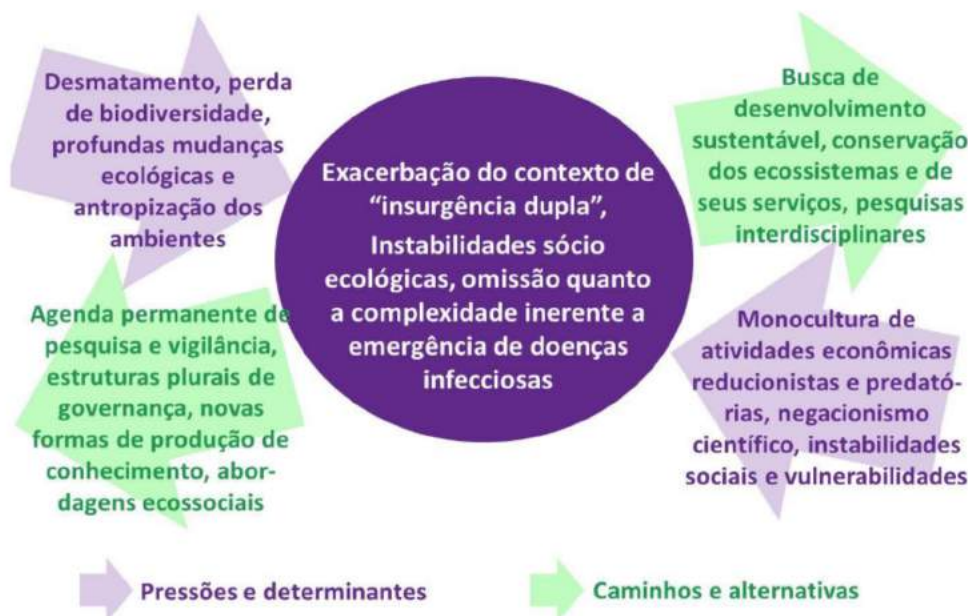 Desmatamento, perda
de biodiversidade,
profundas mudanças
ecológicas e
antropização dos
ambientes
Exacerbação do contexto de
“insurgência dupla”,
Instabilidades sócio
ecológicas, omissão quanto
a complexidade inerente a
emergência de doenças
infecciosas
Busca de
desenvolvimento
sustentável, conservação
dos ecossistemas e de
seus serviços, pesquisas
interdisciplinares
Agenda permanente de
pesquisa e vigilância,
estruturas plurais de
governança, novas
formas de produção de
conhecimento, abor-
dagens ecossociais
Monocultura de
atividades econômicas
reducionistas e predató-
rias, negacionismo
científico, instabilidades
sociais e vulnerabilidades
Pressões e determinantes
Caminhos e alternativas